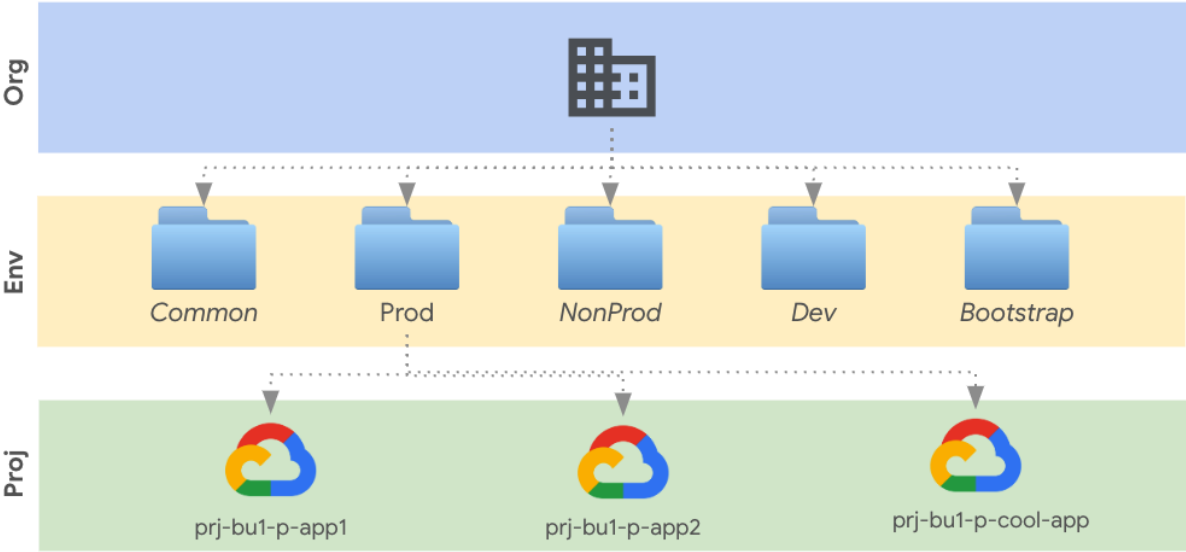 Org
Env
Common
Prod
NonProd
Dev
Bootstrap
Proj
prj-bu1-p-app1
prj-bu1-p-app2
prj-bu1-p-cool-app